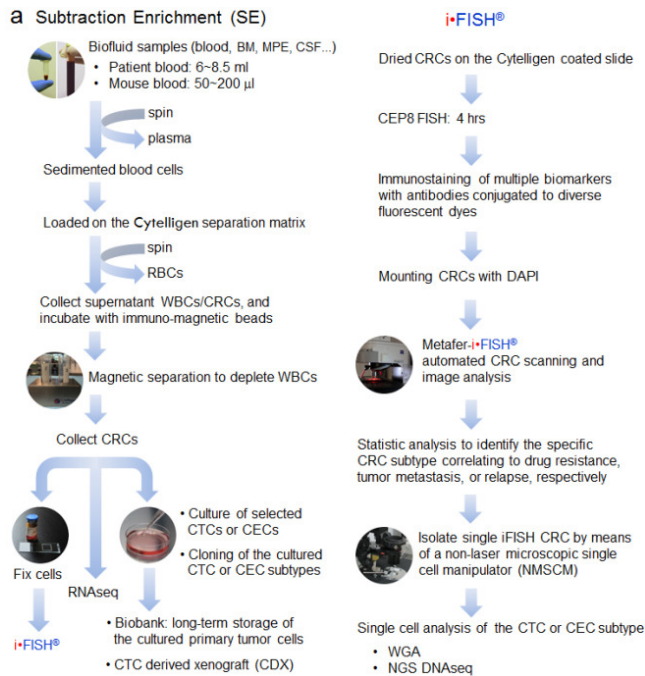 a Subtraction Enrichment (SE)
Biofluid samples (blood, BM, MPE, CSF...)
• Patient blood: 6~8.5 ml
• Mouse blood: 50~200 µl
spin
plasma
Sedimented blood cells
Loaded on the Cytelligen separation matrix
spin
RBCs
Collect supernatant WBCs/CRCs, and
incubate with immuno-magnetic beads
Magnetic separation to deplete WBCs
Collect CRCs
Fix cells
i•FISH®
RNAseq
• Culture of selected
CTCs or CECs
• Cloning of the cultured
CTC or CEC subtypes
• Biobank: long-term storage
of the cultured primary tumor cells
• CTC derived xenograft (CDX)
i•FISH®
Dried CRCs on the Cytelligen coated slide
CEP8 FISH: 4 hrs
Immunostaining of multiple biomarkers
with antibodies conjugated to diverse
fluorescent dyes
Mounting CRCs with DAPI
Metafer-i•FISH®
automated CRC scanning and
image analysis
Statistic analysis to identify the specific
CRC subtype correlating to drug resistance,
tumor metastasis, or relapse, respectively
Isolate single iFISH CRC by means
of a non-laser microscopic single
cell manipulator (NMSCM)
Single cell analysis of the CTC or CEC subtype
• WGA
• NGS DNAseq